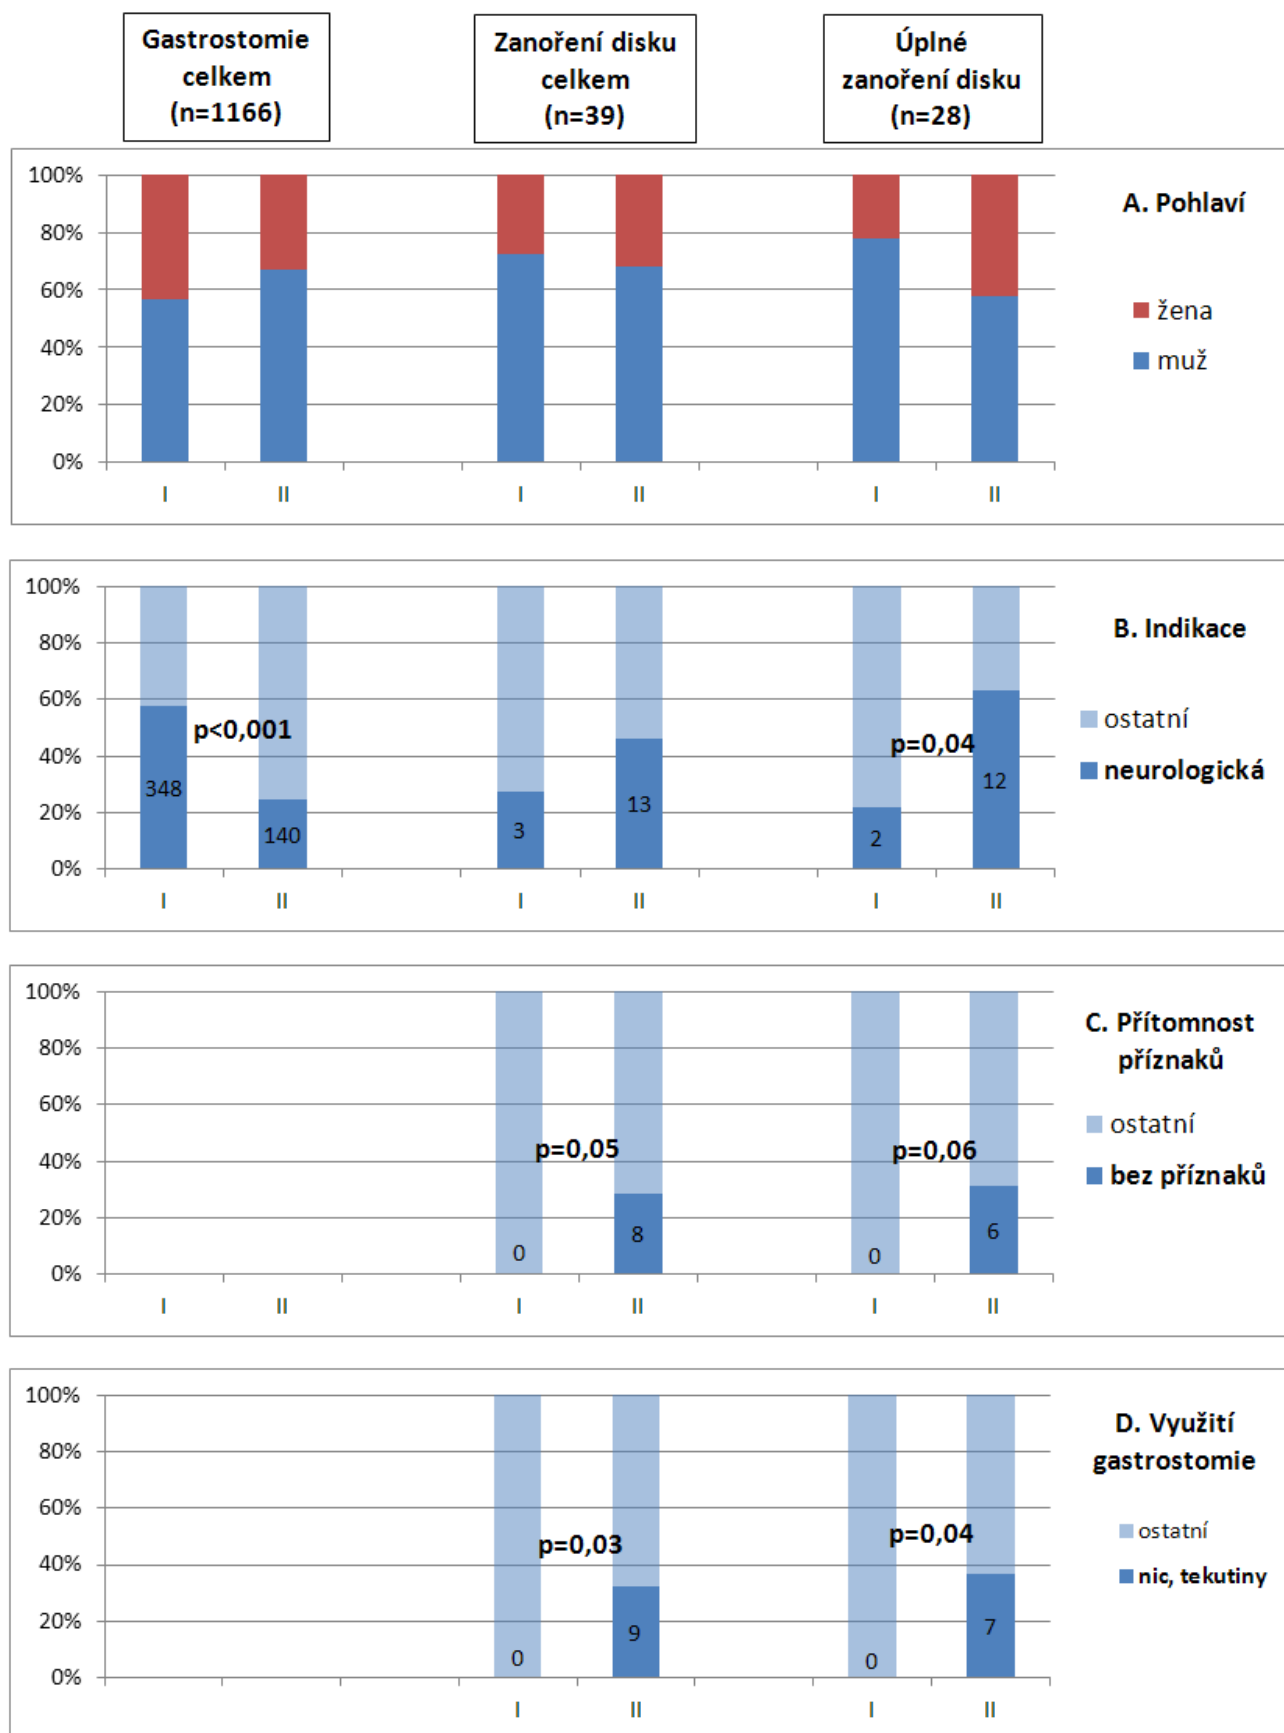 Gastrostomie
celkem
(n=1166)
Zanoření disku
celkem
(n=39)
Úplné
zanoření disku
(n=28)
100%
80%
60%
40%
20%
0%
I II I II I II
A. Pohlaví
žena
muž
100%
80%
60%
40%
20%
0%
348
p<0,001
140
3
13
2
p=0,04
12
I II I II I II
B. Indikace
ostatní
neurologická
100%
80%
60%
40%
20%
0%
0
p=0,05
8
0
p=0,06
6
I II I II I II
C. Přítomnost
příznaků
ostatní
bez příznaků
100%
80%
60%
40%
20%
0%
0
p=0,03
9
0
p=0,04
7
I II I II
D. Využití
gastrostomie
ostatní
nic, tekutiny